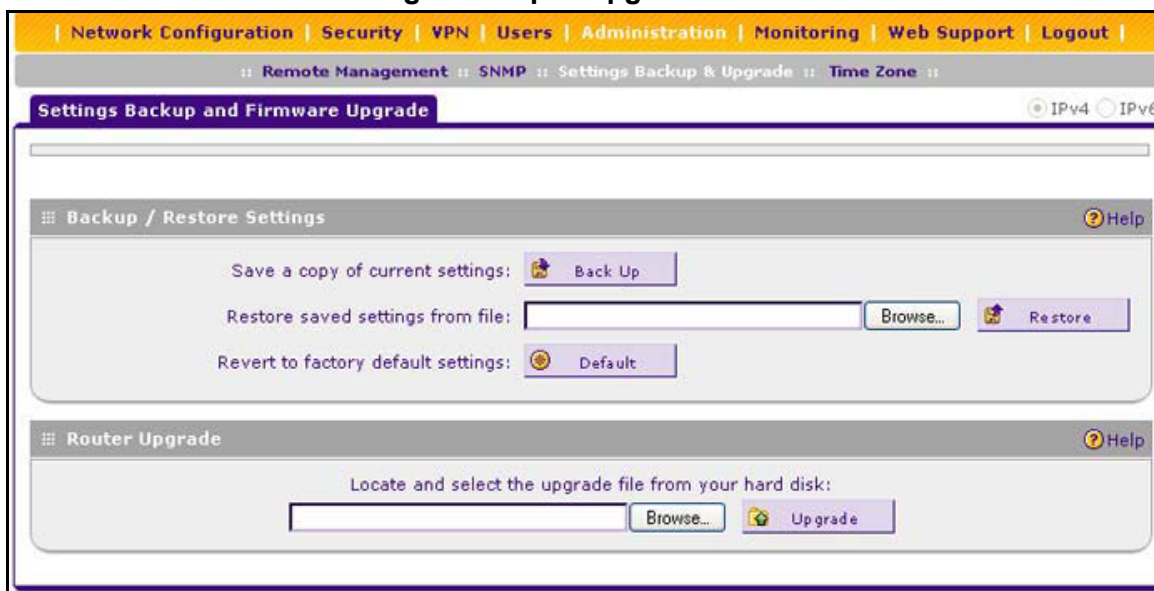 | Network Configuration | Security | VPN | Users | Administration | Monitoring | Web Support | Logout |
:: Remote Management :: SNMP :: Settings Backup & Upgrade :: Time Zone ::
Settings Backup and Firmware Upgrade
IPv4 IPv6
Backup / Restore Settings
Help
Save a copy of current settings: Back Up
Restore saved settings from file: Browse... Restore
Revert to factory default settings: Default
Router Upgrade
Help
Locate and select the upgrade file from your hard disk:
Browse... Upgrade